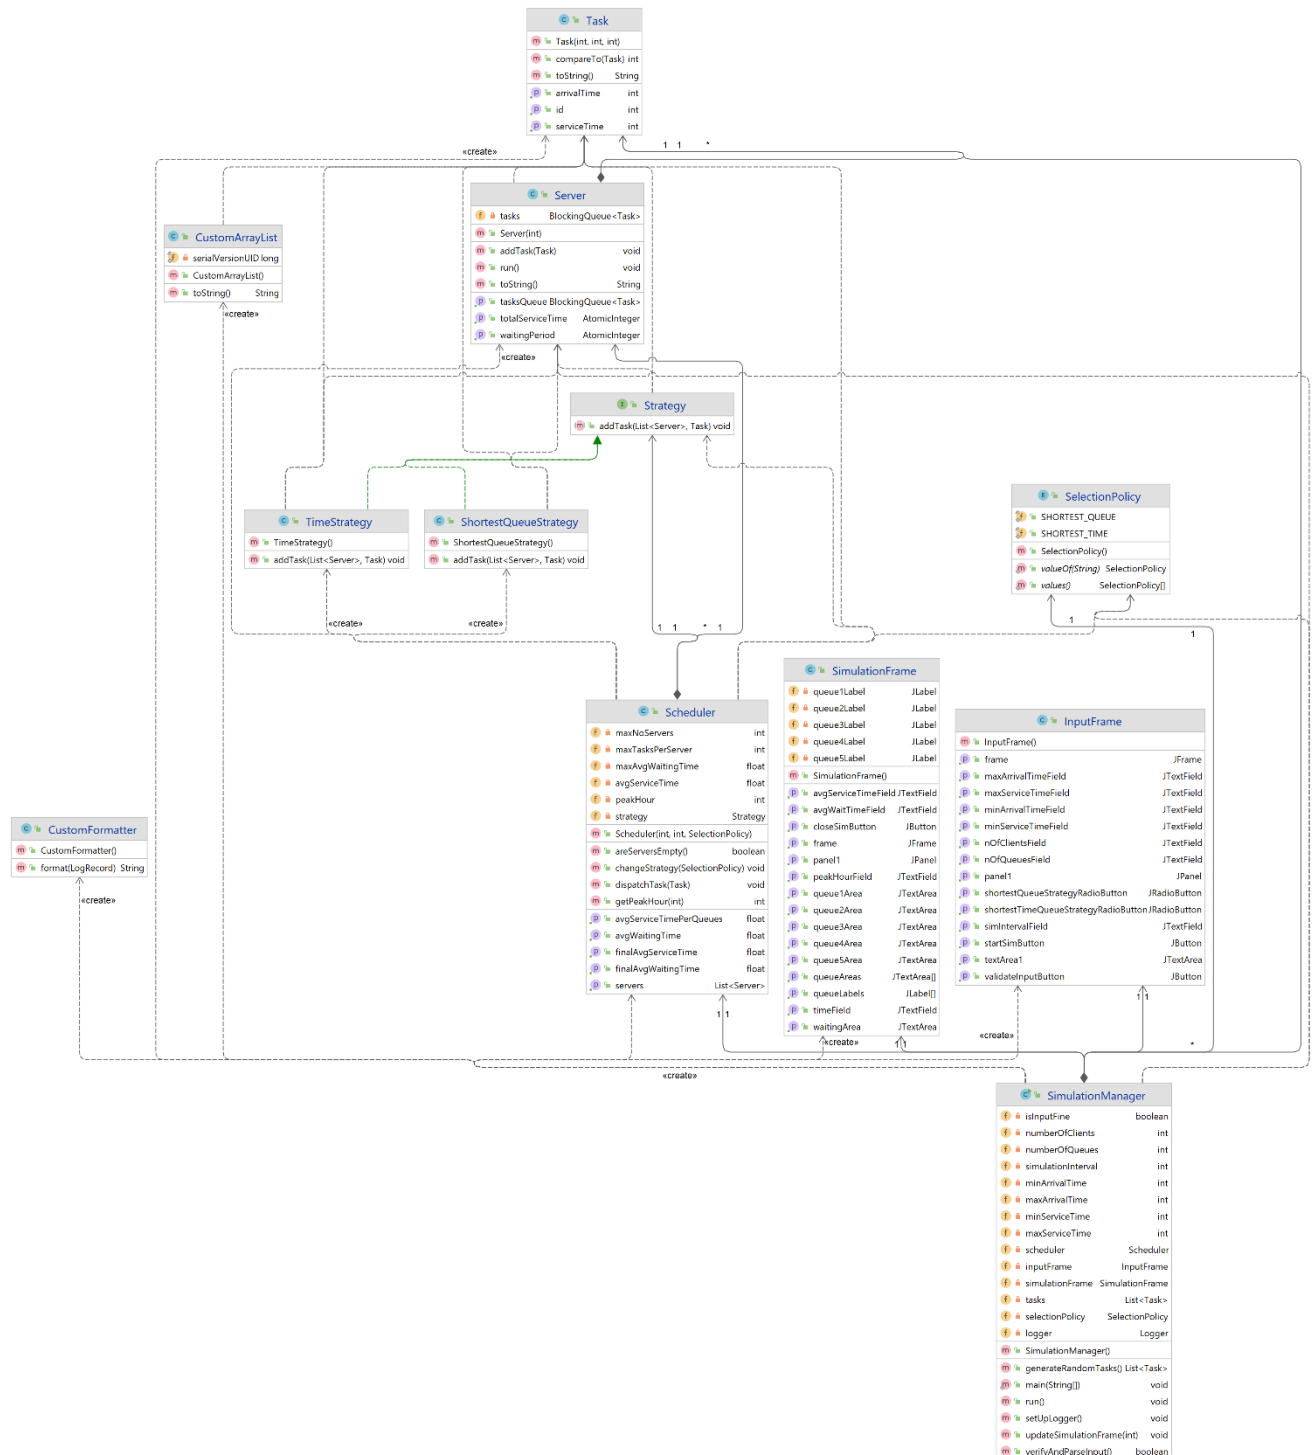 Task
Task(int, int, int)
compareTo(Task) int
toString() String
arrivalTime int
id int
serviceTime int
1 1 *
«create»
Server
tasks BlockingQueue<Task>
Server(int)
addTask(Task) void
run() void
toString() String
tasksQueue BlockingQueue<Task>
totalServiceTime AtomicInteger
waitingPeriod AtomicInteger
CustomArrayList
serialVersionUID long
CustomArrayList()
toString() String
«create»
«create»
Strategy
addTask(List<Server>, Task) void
TimeStrategy
TimeStrategy()
addTask(List<Server>, Task) void
ShortestQueueStrategy
ShortestQueueStrategy()
addTask(List<Server>, Task) void
SelectionPolicy
SHORTEST_QUEUE
SHORTEST_TIME
SelectionPolicy()
valueOf(String) SelectionPolicy
values() SelectionPolicy[]
«create»
«create»
1 1 * 1
1
1
Scheduler
maxNoServers int
maxTasksPerServer int
maxAvgWaitingTime float
avgServiceTime float
peakHour int
strategy Strategy
Scheduler(int, int, SelectionPolicy)
areServersEmpty() boolean
changeStrategy(SelectionPolicy) void
dispatchTask(Task) void
getPeakHour(int) int
avgServiceTimePerQueues float
avgWaitingTime float
finalAvgServiceTime float
finalAvgWaitingTime float
servers List<Server>
SimulationFrame
queue1Label JLabel
queue2Label JLabel
queue3Label JLabel
queue4Label JLabel
queue5Label JLabel
SimulationFrame()
avgServiceTimeField JTextField
avgWaitTimeField JTextField
closeSimButton JButton
frame JFrame
panel1 JPanel
peakHourField JTextField
queue1Area JTextArea
queue2Area JTextArea
queue3Area JTextArea
queue4Area JTextArea
queue5Area JTextArea
queueAreas JTextArea[]
queueLabels JLabel[]
timeField JTextField
waitingArea JTextArea
InputFrame
InputFrame()
frame JFrame
maxArrivalTimeField JTextField
maxServiceTimeField JTextField
minArrivalTimeField JTextField
minServiceTimeField JTextField
nOfClientsField JTextField
nOfQueuesField JTextField
panel1 JPanel
shortestQueueStrategyRadioButton JRadioButton
shortestTimeQueueStrategyRadioButton JRadioButton
simIntervalField JTextField
startSimButton JButton
textArea1 JTextArea
validateInputButton JButton
CustomFormatter
CustomFormatter()
format(LogRecord) String
«create»
1 1
«create»
1 1
«create»
1 1
*
«create»
SimulationManager
isInputFine boolean
numberOfClients int
numberOfQueues int
simulationInterval int
minArrivalTime int
maxArrivalTime int
minServiceTime int
maxServiceTime int
scheduler Scheduler
inputFrame InputFrame
simulationFrame SimulationFrame
tasks List<Task>
selectionPolicy SelectionPolicy
logger Logger
SimulationManager()
generateRandomTasks() List<Task>
main(String[]) void
run() void
setUpLogger() void
updateSimulationFrame(int) void
verifyAndParseInput() boolean